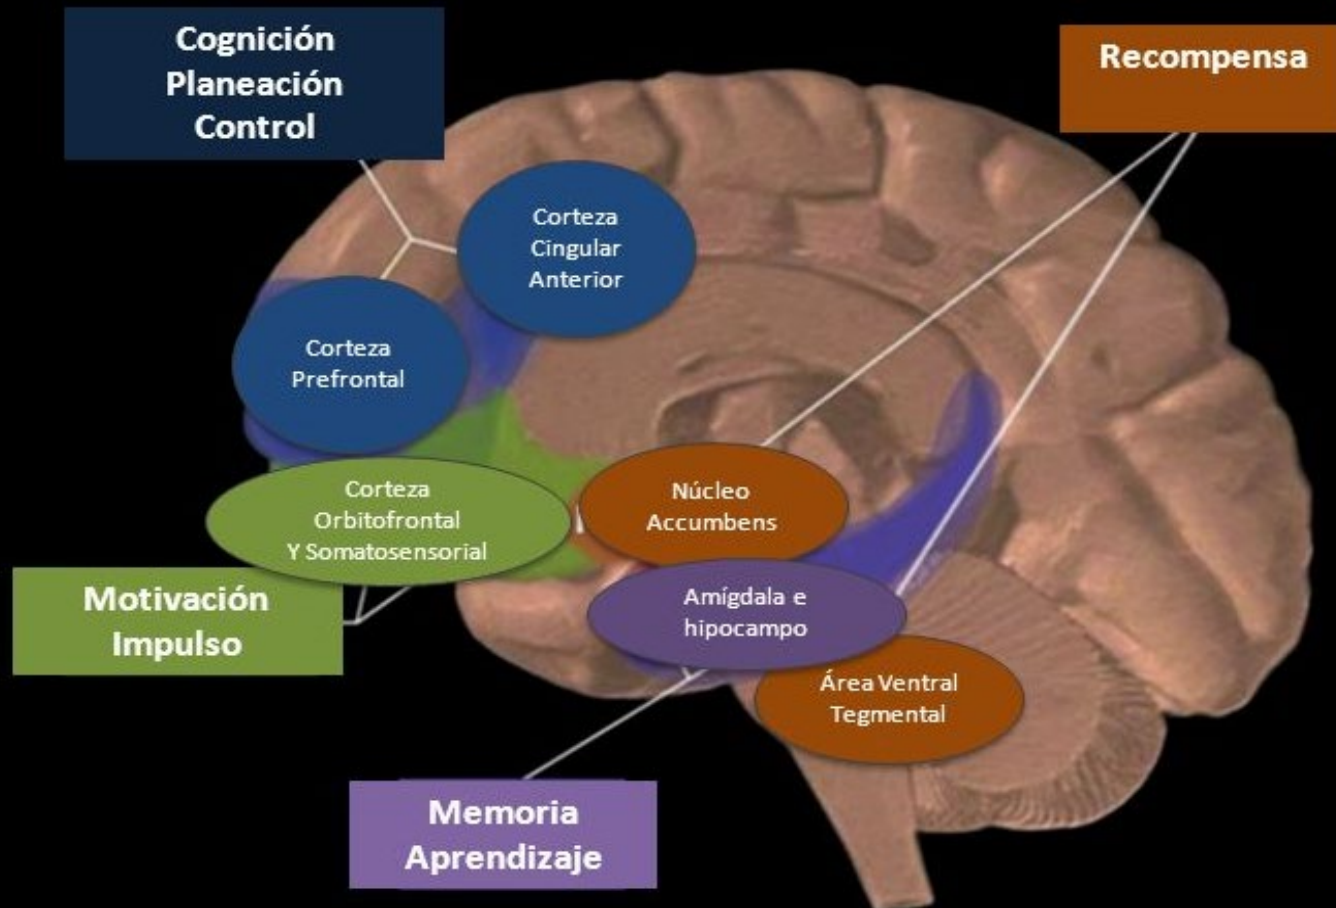 Cognición
Planeación
Control
Recompensa
Corteza
Cingular
Anterior
Corteza
Prefrontal
Corteza
Orbitofrontal
Y Somatosensorial
Núcleo
Accumbens
Motivación
Impulso
Amígdala e
hipocampo
Área Ventral
Tegmental
Memoria
Aprendizaje